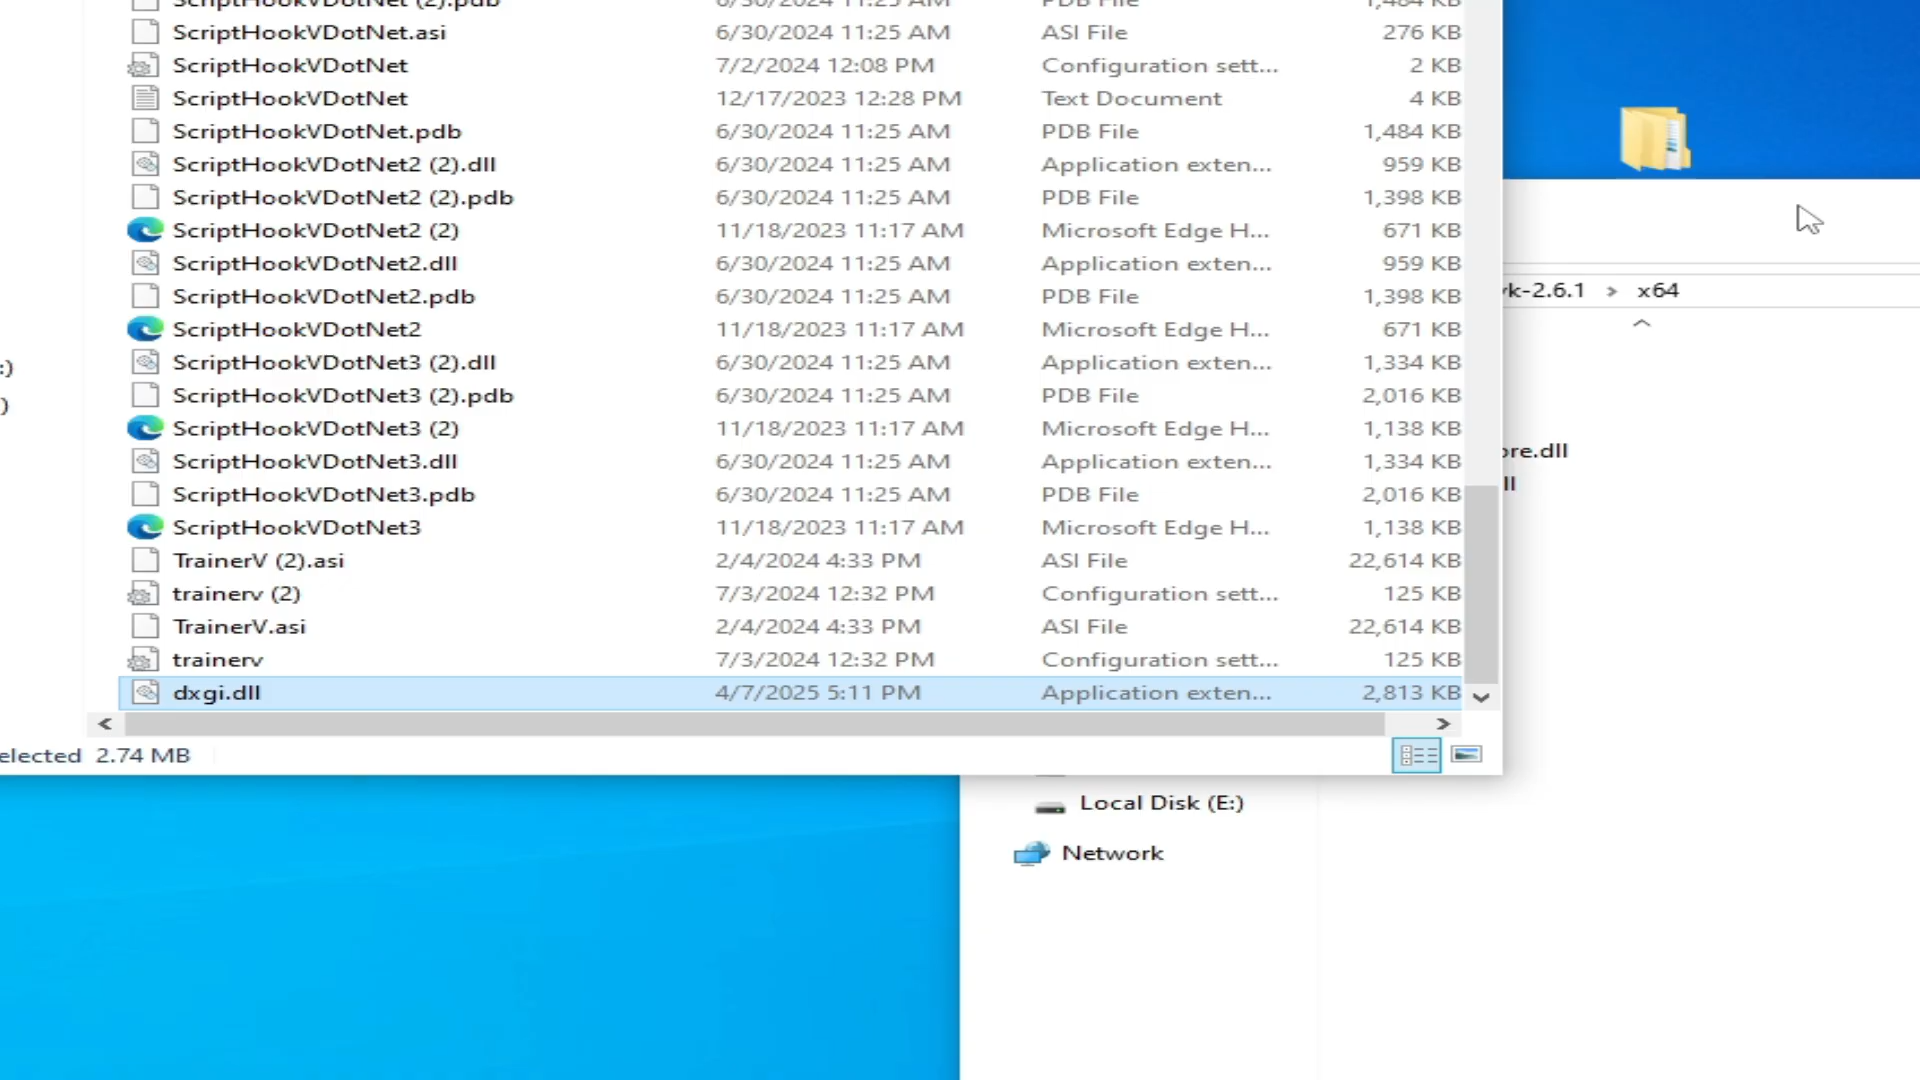 ScriptHookVDotNet (2).pdb 6/30/2024 11:25 AM PDB File 1,484 KB
ScriptHookVDotNet.asi 6/30/2024 11:25 AM ASI File 276 KB
ScriptHookVDotNet 7/2/2024 12:08 PM Configuration sett... 2 KB
ScriptHookVDotNet 12/17/2023 12:28 PM Text Document 4 KB
ScriptHookVDotNet.pdb 6/30/2024 11:25 AM PDB File 1,484 KB
ScriptHookVDotNet2 (2).dll 6/30/2024 11:25 AM Application exten... 959 KB
ScriptHookVDotNet2 (2).pdb 6/30/2024 11:25 AM PDB File 1,398 KB
ScriptHookVDotNet2 (2) 11/18/2023 11:17 AM Microsoft Edge H... 671 KB
ScriptHookVDotNet2.dll 6/30/2024 11:25 AM Application exten... 959 KB
ScriptHookVDotNet2.pdb 6/30/2024 11:25 AM PDB File 1,398 KB
ScriptHookVDotNet2 11/18/2023 11:17 AM Microsoft Edge H... 671 KB
ScriptHookVDotNet3 (2).dll 6/30/2024 11:25 AM Application exten... 1,334 KB
ScriptHookVDotNet3 (2).pdb 6/30/2024 11:25 AM PDB File 2,016 KB
ScriptHookVDotNet3 (2) 11/18/2023 11:17 AM Microsoft Edge H... 1,138 KB
ScriptHookVDotNet3.dll 6/30/2024 11:25 AM Application exten... 1,334 KB
ScriptHookVDotNet3.pdb 6/30/2024 11:25 AM PDB File 2,016 KB
ScriptHookVDotNet3 11/18/2023 11:17 AM Microsoft Edge H... 1,138 KB
TrainerV (2).asi 2/4/2024 4:33 PM ASI File 22,614 KB
trainerv (2) 7/3/2024 12:32 PM Configuration sett... 125 KB
TrainerV.asi 2/4/2024 4:33 PM ASI File 22,614 KB
trainerv 7/3/2024 12:32 PM Configuration sett... 125 KB
dxgi.dll 4/7/2025 5:11 PM Application exten... 2,813 KB
elected 2.74 MB
:)
)
vk-2.6.1 > x64
ore.dll
ll
Local Disk (E:)
Network